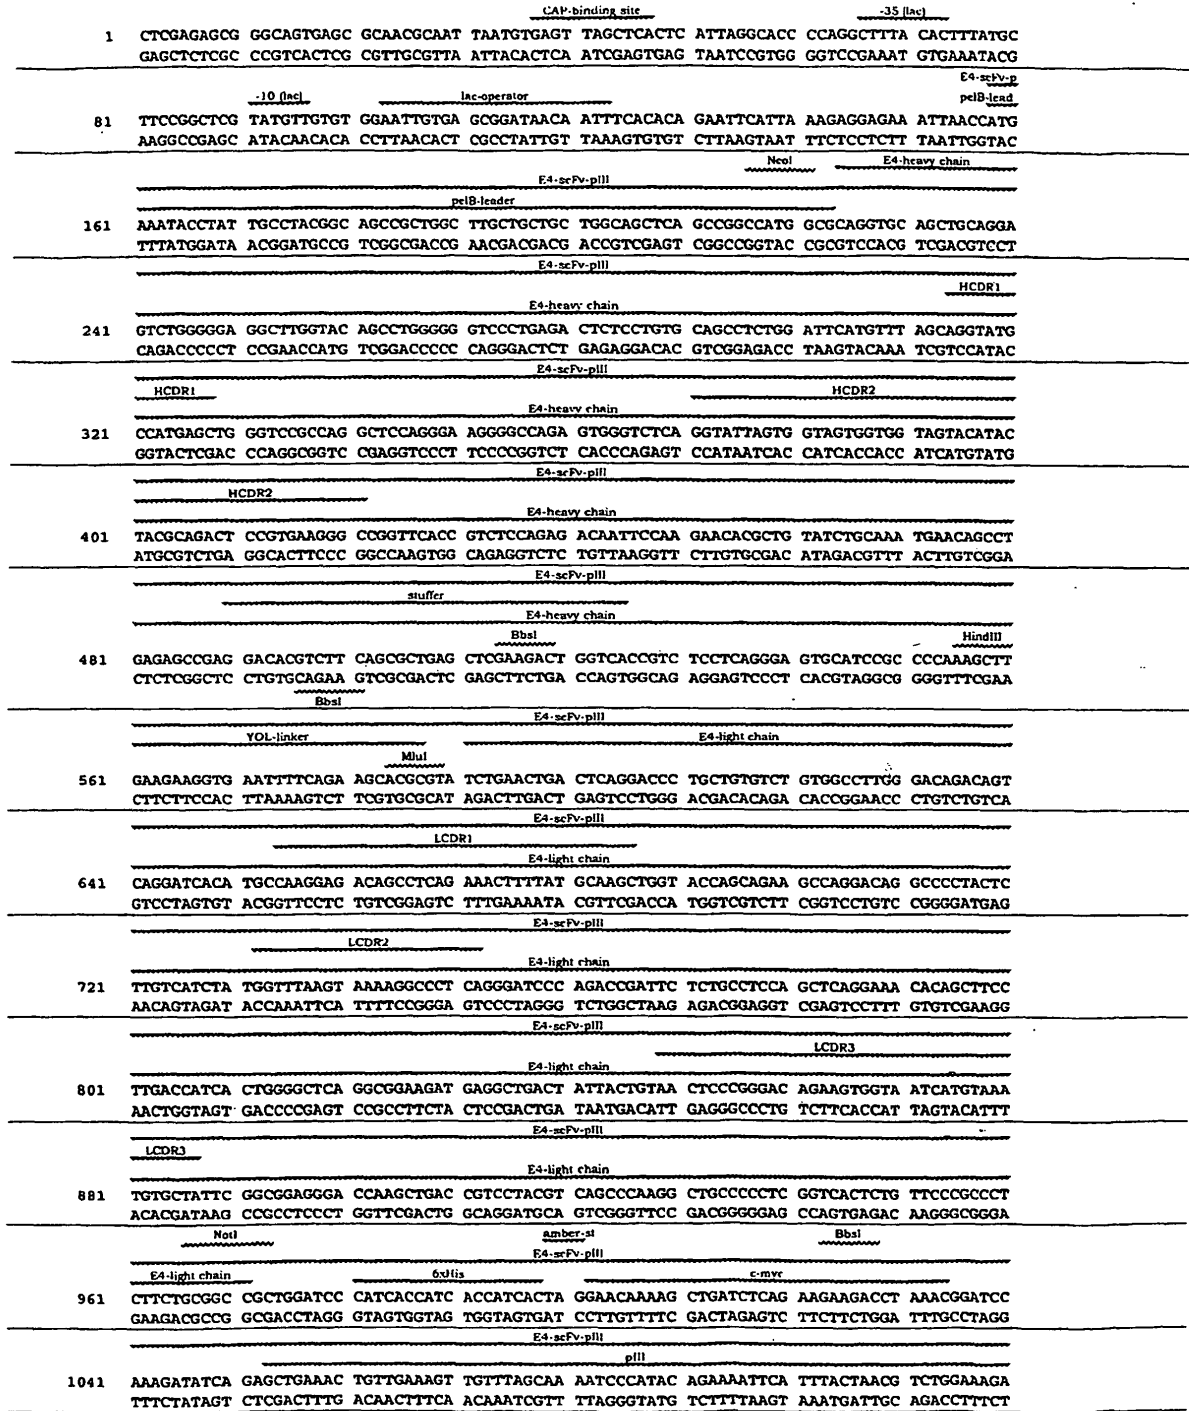 CAP-binding site -35 (lac)
1 CTCGAGAGCG GGCAGTGAGC GCAACGCAAT TAATGTGAGT TAGCTCACTC ATTAGGCACC CCAGGCTTTA CACTTTATGC
GAGCTCTCGC CCGTCACTCG CGTTGCGTTA ATTACACTCA ATCGAGTGAG TAATCCGTGG GGTCCGAAAT GTGAAATACG
E4-scFv-p
-10 (lac) lac-operator pelB-lead
81 TTCCGGCTCG TATGTTGTGT GGAATTGTGA GCGGATAACA ATTTCACACA GAATTCATTA AAGAGGAGAA ATTAACCATG
AAGGCCGAGC ATACAACACA CCTTAACACT CGCCTATTGT TAAAGTGTGT CTTAAGTAAT TTCTCCTCTT TAATTGGTAC
NcoI E4-heavy chain
E4-scFv-pIII
pelB-leader
161 AAATACCTAT TGCCTACGGC AGCCGCTGGC TTGCTGCTGC TGGCAGCTCA GCCGGCCATG GCGCAGGTGC AGCTGCAGGA
TTTATGGATA ACGGATGCCG TCGGCGACCG AACGACGACG ACCGTCGAGT CGGCCGGTAC CGCGTCCACG TCGACGTCCT
E4-scFv-pIII
HCDR1
E4-heavy chain
241 GTCTGGGGGA GGCTTGGTAC AGCCTGGGGG GTCCCTGAGA CTCTCCTGTG CAGCCTCTGG ATTCATGTTT AGCAGGTATG
CAGACCCCCT CCGAACCATG TCGGACCCCC CAGGGACTCT GAGAGGACAC GTCGGAGACC TAAGTACAAA TCGTCCATAC
E4-scFv-pIII
HCDR1 HCDR2
E4-heavy chain
321 CCATGAGCTG GGTCCGCCAG GCTCCAGGGA AGGGGCCAGA GTGGGTCTCA GGTATTAGTG GTAGTGGTGG TAGTACATAC
GGTACTCGAC CCAGGCGGTC CGAGGTCCCT TCCCCGGTCT CACCCAGAGT CCATAATCAC CATCACCACC ATCATGTATG
E4-scFv-pIII
HCDR2
E4-heavy chain
401 TACGCAGACT CCGTGAAGGG CCGGTTCACC GTCTCCAGAG ACAATTCCAA GAACACGCTG TATCTGCAAA TGAACAGCCT
ATGCGTCTGA GGCACTTCCC GGCCAAGTGG CAGAGGTCTC TGTTAAGGTT CTTGTGCGAC ATAGACGTTT ACTTGTCGGA
E4-scFv-pIII
stuffer
E4-heavy chain
BbsI HindIII
481 GAGAGCCGAG GACACGTCTT CAGCGCTGAG CTCGAAGACT GGTCACCGTC TCCTCAGGGA GTGCATCCGC CCCAAAGCTT
CTCTCGGCTC CTGTGCAGAA GTCGCGACTC GAGCTTCTGA CCAGTGGCAG AGGAGTCCCT CACGTAGGCG GGGTTTCGAA
BbsI
E4-scFv-pIII
YOL-linker E4-light chain
MluI
561 GAAGAAGGTG AATTTTCAGA AGCACGCGTA TCTGAACTGA CTCAGGACCC TGCTGTGTCT GTGGCCTTGG GACAGACAGT
CTTCTTCCAC TTAAAAGTCT TCGTGCGCAT AGACTTGACT GAGTCCTGGG ACGACACAGA CACCGGAACC CTGTCTGTCA
E4-scFv-pIII
LCDR1
E4-light chain
641 CAGGATCACA TGCCAAGGAG ACAGCCTCAG AAACTTTTAT GCAAGCTGGT ACCAGCAGAA GCCAGGACAG GCCCCTACTC
GTCCTAGTGT ACGGTTCCTC TGTCGGAGTC TTTGAAAATA CGTTCGACCA TGGTCGTCTT CGGTCCTGTC CGGGGATGAG
E4-scFv-pIII
LCDR2
E4-light chain
721 TTGTCATCTA TGGTTTAAGT AAAAGGCCCT CAGGGATCCC AGACCGATTC TCTGCCTCCA GCTCAGGAAA CACAGCTTCC
AACAGTAGAT ACCAAATTCA TTTTCCGGGA GTCCCTAGGG TCTGGCTAAG AGACGGAGGT CGAGTCCTTT GTGTCGAAGG
E4-scFv-pIII
LCDR3
E4-light chain
801 TTGACCATCA CTGGGGCTCA GGCGGAAGAT GAGGCTGACT ATTACTGTAA CTCCCGGGAC AGAAGTGGTA ATCATGTAAA
AACTGGTAGT GACCCCGAGT CCGCCTTCTA CTCCGACTGA TAATGACATT GAGGGCCCTG TCTTCACCAT TAGTACATTT
E4-scFv-pIII
LCDR3
E4-light chain
881 TGTGCTATTC GGCGGAGGGA CCAAGCTGAC CGTCCTACGT CAGCCCAAGG CTGCCCCCTC GGTCACTCTG TTCCCGCCCT
ACACGATAAG CCGCCTCCCT GGTTCGACTG GCAGGATGCA GTCGGGTTCC GACGGGGGAG CCAGTGAGAC AAGGGCGGGA
NotI amber-st BbsI
E4-scFv-pIII
E4-light chain 6xHis c-myc
961 CTTCTGCGGC CGCTGGATCC CATCACCATC ACCATCACTA GGAACAAAAG CTGATCTCAG AAGAAGACCT AAACGGATCC
GAAGACGCCG GCGACCTAGG GTAGTGGTAG TGGTAGTGAT CCTTGTTTTC GACTAGAGTC TTCTTCTGGA TTTGCCTAGG
E4-scFv-pIII
pIII
1041 AAAGATATCA GAGCTGAAAC TGTTGAAAGT TGTTTAGCAA AATCCCATAC AGAAAATTCA TTTACTAACG TCTGGAAAGA
TTTCTATAGT CTCGACTTTG ACAACTTTCA ACAAATCGTT TTAGGGTATG TCTTTTAAGT AAATGATTGC AGACCTTTCT